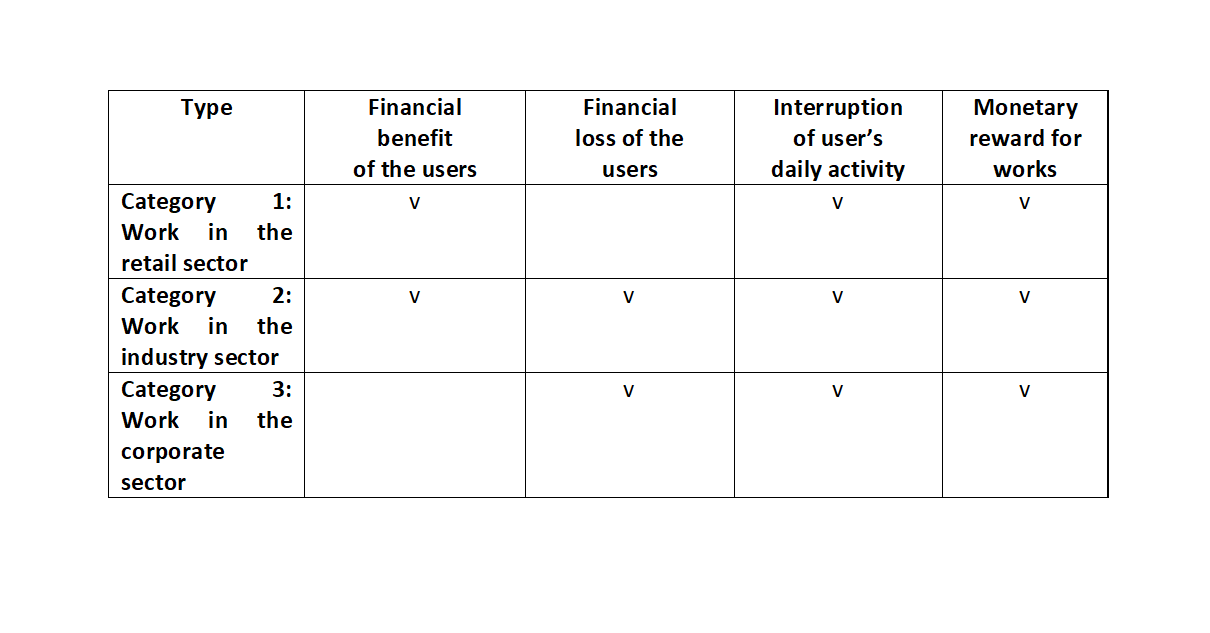 Type
Financial
benefit
of the users
Financial
loss of the
users
Interruption
of user’s
daily activity
Monetary
reward for
works
Category 1:
Work in the
retail sector
v
v
v
Category 2:
Work in the
industry sector
v
v
v
v
Category 3:
Work in the
corporate
sector
v
v
v